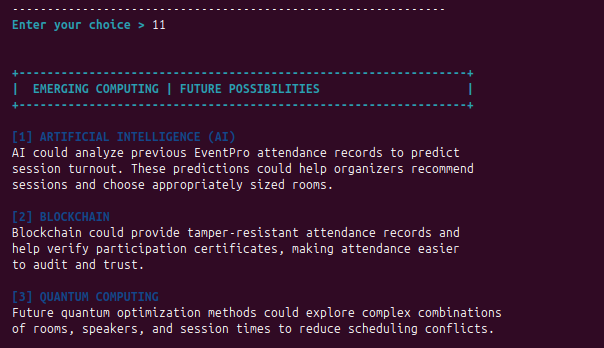 --------------------------------------------------------------
Enter your choice > 11
+----------------------------------------------------------------+
| EMERGING COMPUTING | FUTURE POSSIBILITIES |
+----------------------------------------------------------------+
[1] ARTIFICIAL INTELLIGENCE (AI)
AI could analyze previous EventPro attendance records to predict
session turnout. These predictions could help organizers recommend
sessions and choose appropriately sized rooms.
[2] BLOCKCHAIN
Blockchain could provide tamper-resistant attendance records and
help verify participation certificates, making attendance easier
to audit and trust.
[3] QUANTUM COMPUTING
Future quantum optimization methods could explore complex combinations
of rooms, speakers, and session times to reduce scheduling conflicts.